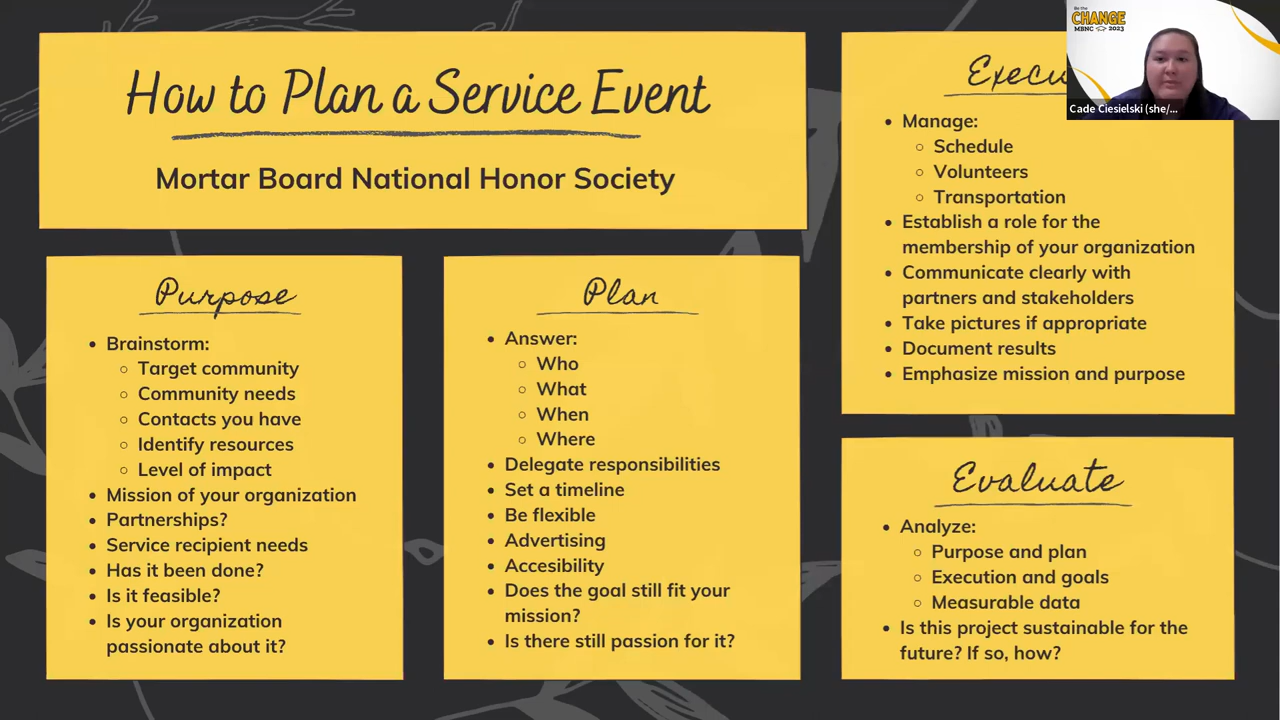 How to Plan a Service Event
Mortar Board National Honor Society
Purpose
• Brainstorm:
○ Target community
○ Community needs
○ Contacts you have
○ Identify resources
○ Level of impact
• Mission of your organization
• Partnerships?
• Service recipient needs
• Has it been done?
• Is it feasible?
• Is your organization
passionate about it?
Plan
• Answer:
○ Who
○ What
○ When
○ Where
• Delegate responsibilities
• Set a timeline
• Be flexible
• Advertising
• Accesibility
• Does the goal still fit your
mission?
• Is there still passion for it?
Execu
• Manage:
○ Schedule
○ Volunteers
○ Transportation
• Establish a role for the
membership of your organization
• Communicate clearly with
partners and stakeholders
• Take pictures if appropriate
• Document results
• Emphasize mission and purpose
Evaluate
• Analyze:
○ Purpose and plan
○ Execution and goals
○ Measurable data
• Is this project sustainable for the
future? If so, how?
Be the
CHANGE
MBNC 2023
Cade Ciesielski (she/...